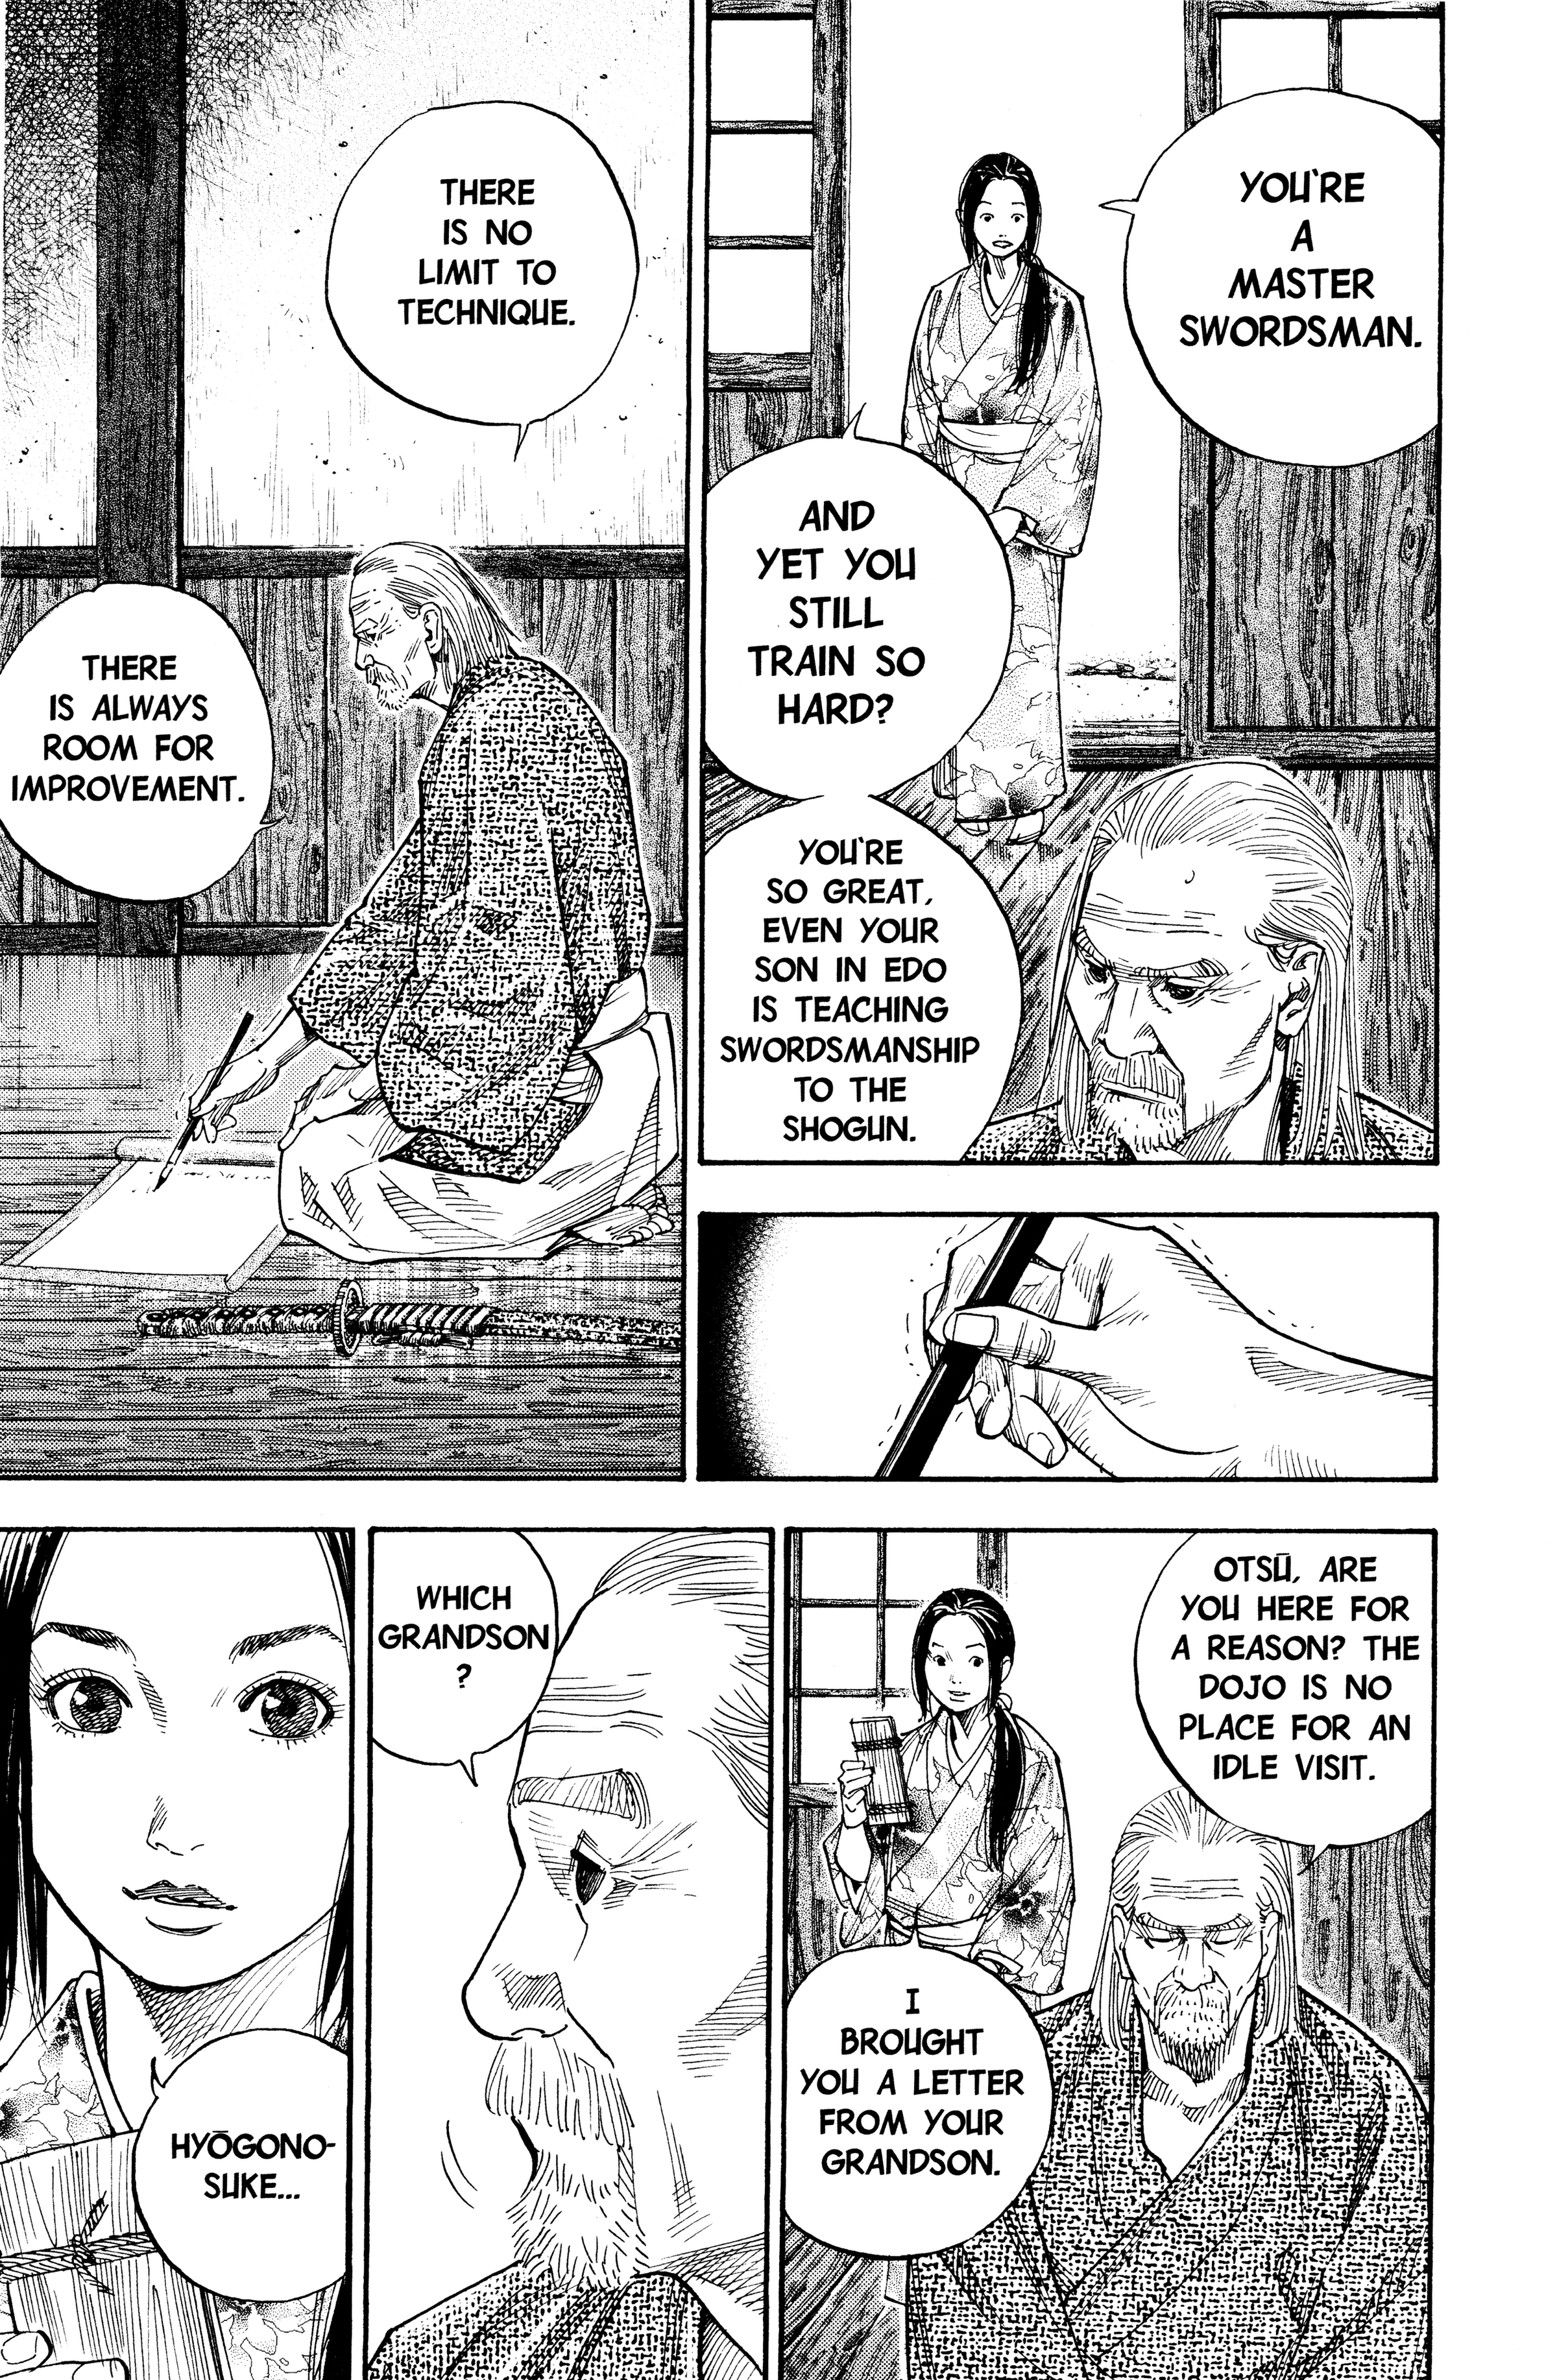 YOU'RE
A
MASTER
SWORDSMAN.
AND
YET YOU
STILL
TRAIN SO
HARD?
YOU'RE
SO GREAT,
EVEN YOUR
SON IN EDO
IS TEACHING
SWORDSMANSHIP
TO THE
SHOGUN.
THERE
IS NO
LIMIT TO
TECHNIQUE.
THERE
IS ALWAYS
ROOM FOR
IMPROVEMENT.
OTSŪ, ARE
YOU HERE FOR
A REASON? THE
DOJO IS NO
PLACE FOR AN
IDLE VISIT.
I
BROUGHT
YOU A LETTER
FROM YOUR
GRANDSON.
WHICH
GRANDSON
?
HYŌGONO-
SUKE...